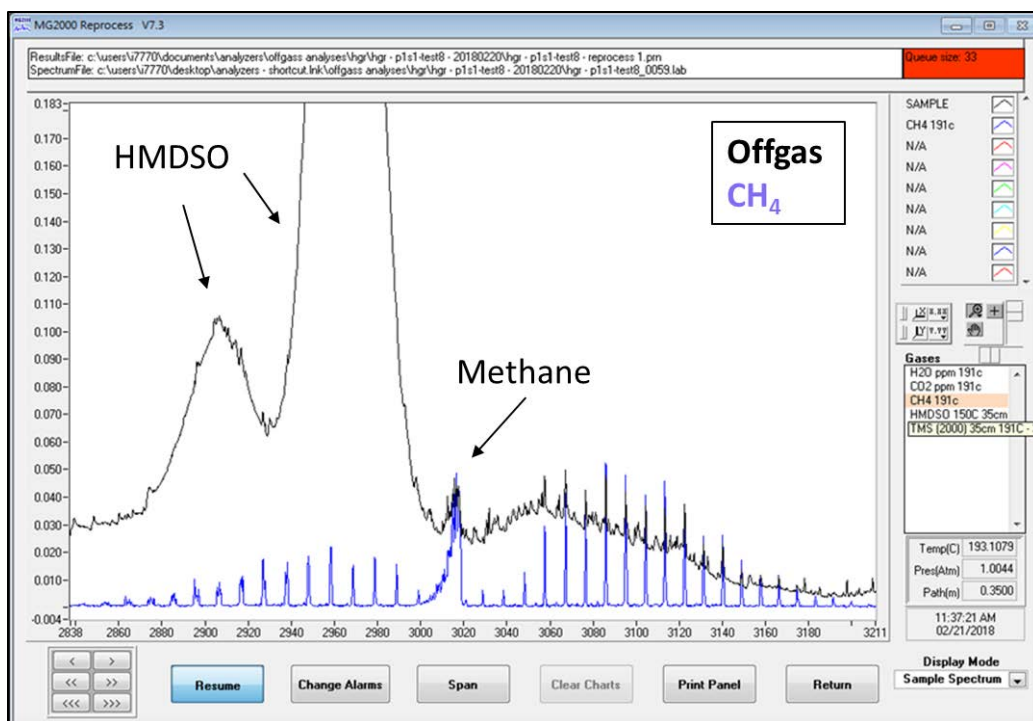 MG2000 Reprocess V7.3
ResultsFile: c:\users\i7770\documents\analyzers\offgass analyses\hgr\hgr - p1s1-test8 - 20180220\hgr - p1s1-test8 - reprocess 1.prn
SpectrumFile: c:\users\i7770\desktop\analyzers - shortcut.lnk\offgass analyses\hgr\hgr - p1s1-test8 - 20180220\hgr - p1s1-test8_0059.lab
Queue size: 33
0.183
0.170
0.160
0.150
0.140
0.130
0.120
0.110
0.100
0.090
0.080
0.070
0.060
0.050
0.040
0.030
0.020
0.010
-0.004
2838
2860
2880
2900
2920
2940
2960
2980
3000
3020
3040
3060
3080
3100
3120
3140
3160
3180
3211
HMDSO
Methane
Offgas
CH4
SAMPLE
CH4 191c
N/A
N/A
N/A
N/A
N/A
N/A
N/A
Gases
H2O ppm 191c
CO2 ppm 191c
CH4 191c
HMDSO 150C 35cm
TMS (2000) 35cm 191C -
Temp(C) 193.1079
Pres(Atm) 1.0044
Path(m) 0.3500
11:37:21 AM
02/21/2018
Display Mode
Sample Spectrum
< >
<< >>
<<< >>>
Resume
Change Alarms
Span
Clear Charts
Print Panel
Return